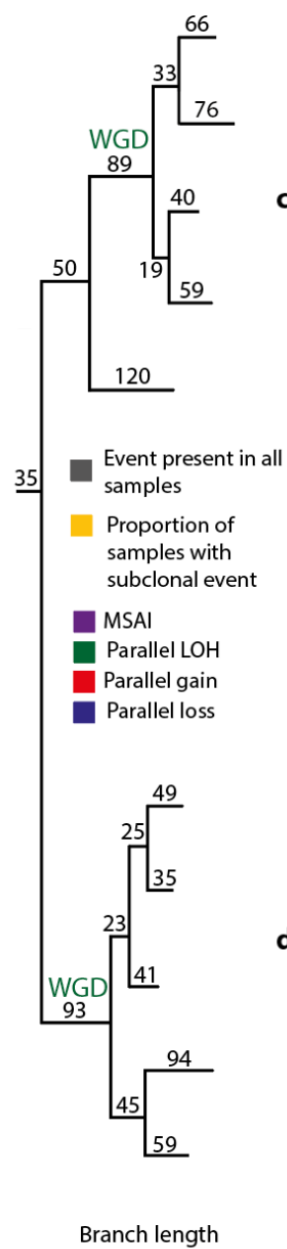 66
33
76
WGD
89
40
c
19
59
50
120
35
Event present in all
samples
Proportion of
samples with
subclonal event
MSAI
Parallel LOH
Parallel gain
Parallel loss
49
25
35
23
41
d
WGD
93
94
45
59
Branch length